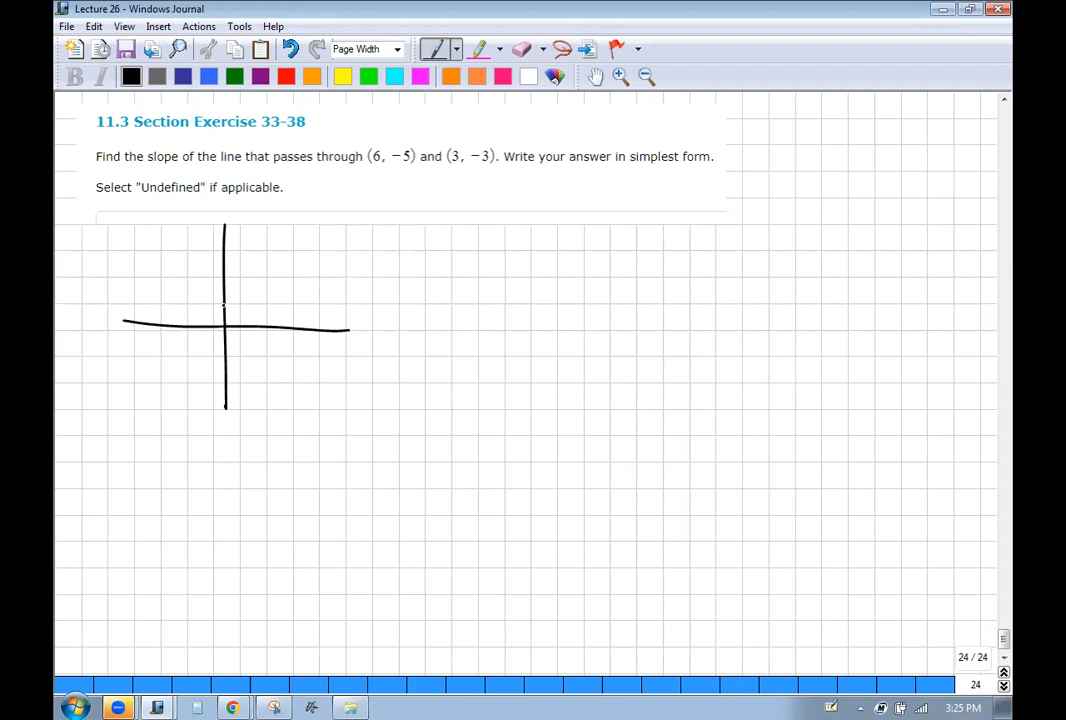 Lecture 26 - Windows Journal
File Edit View Insert Actions Tools Help
Page Width
B I
11.3 Section Exercise 33-38
Find the slope of the line that passes through (6, −5) and (3, −3). Write your answer in simplest form.
Select "Undefined" if applicable.
24 / 24
24
3:25 PM